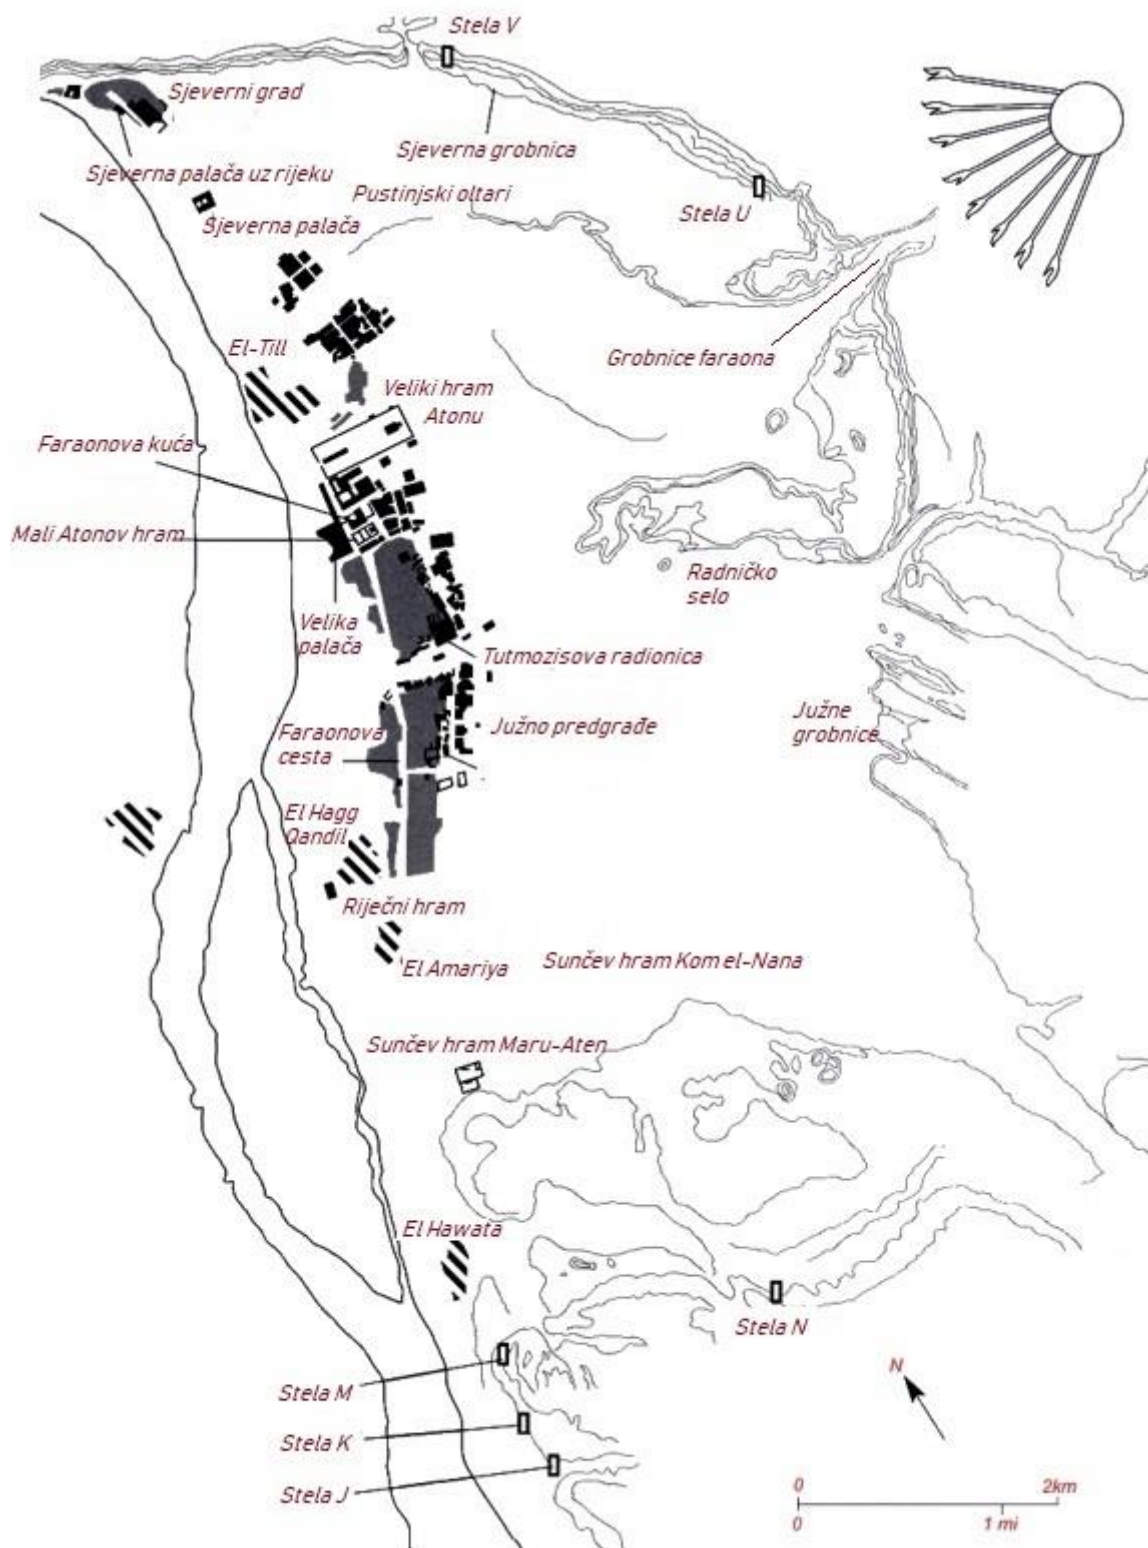 Stela V
Sjeverni grad
Sjeverna grobnica
Sjeverna palača uz rijeku
Pustinjski oltari
Stela U
Sjeverna palača
El-Till
Grobnice faraona
Veliki hram
Atonu
Faraonova kuća
Mali Atonov hram
Radničko
selo
Velika
palača
Tutmozisova radionica
Južne
grobnice
Južno predgrađe
Faraonova
cesta
El Hagg
Qandil
Riječni hram
El Amariya
Sunčev hram Kom el-Nana
Sunčev hram Maru-Aten
El Hawata
Stela N
N
Stela M
Stela K
Stela J
0 2km
0 1 mi